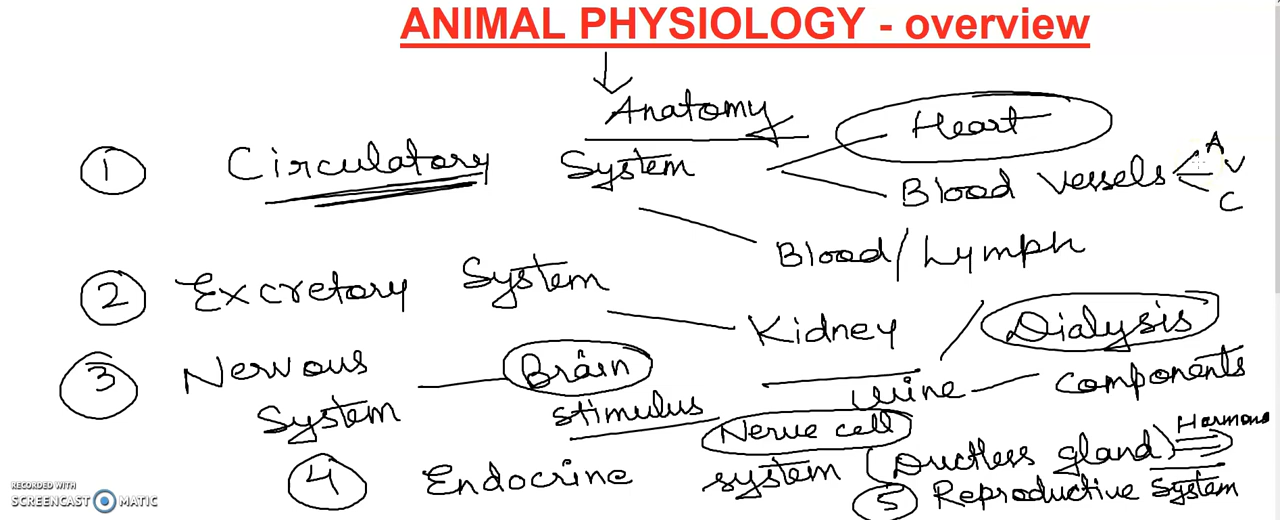 ANIMAL PHYSIOLOGY - overview
Anatomy
① Circulatory System
Heart
Blood vessels
A
V
C
Blood / Lymph
② Excretory System
Kidney / Dialysis
Urine components
③ Nervous System
Brain
stimulus
Nerve cell
④ Endocrine system (Ductless gland)
Harmons
⑤ Reproductive System
RECORDED WITH
SCREENCAST MATIC